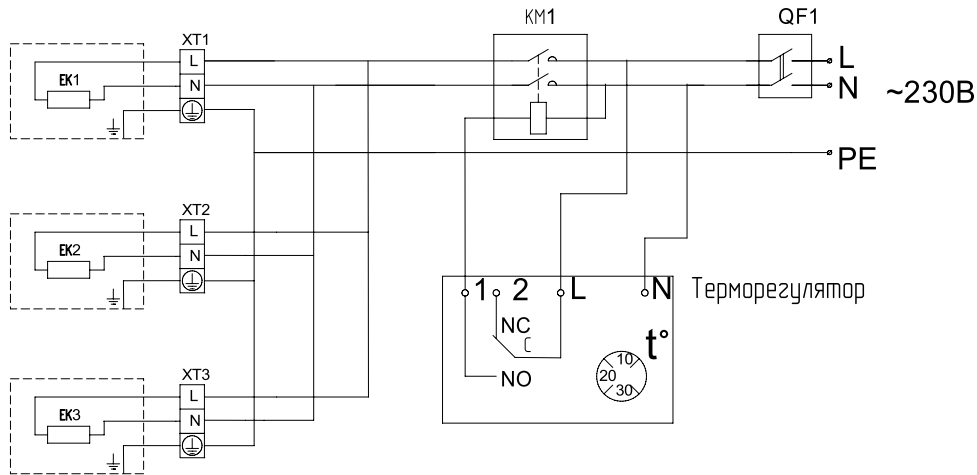 KM1
QF1
XT1
L
EK1
N
L
N
~230В
PE
XT2
L
EK2
N
1
2
L
N
Терморегулятор
NC
C
t°
10
20
30
NO
XT3
L
EK3
N